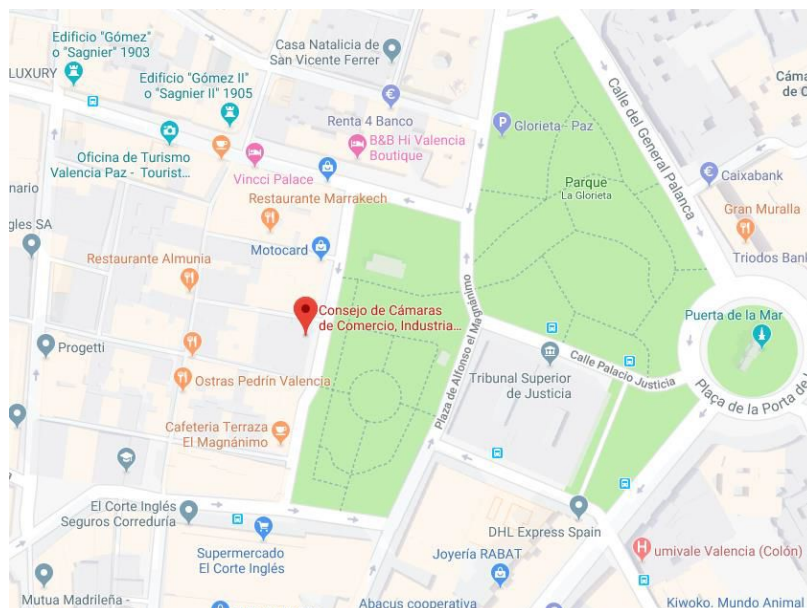 Edificio "Gómez"
o "Sagnier" 1903
LUXURY
Edificio "Gómez II"
o "Sagnier II" 1905
Casa Natalicia de
San Vicente Ferrer
€
Renta 4 Banco
P
Glorieta - Paz
Calle del General Palanca
Cáma
de C
B&B Hi Valencia
Boutique
Oficina de Turismo
Valencia Paz - Tourist...
Vincci Palace
Restaurante Marrakech
Parque
La Glorieta
€
Caixabank
Gran Muralla
Triodos Bank
nario
gles SA
Restaurante Almunia
Motocard
Consejo de Cámaras
de Comercio, Industria...
Plaza de Alfonso el Magnánimo
Puerta de la Mar
Progetti
Ostras Pedrín Valencia
Tribunal Superior
de Justicia
Calle Palacio Justicia
Plaça de la Porta de l
Cafeteria Terraza
El Magnánimo
El Corte Inglés
Seguros Correduría
Supermercado
El Corte Inglés
DHL Express Spain
Joyería RABAT
H
umivale Valencia (Colón)
Mutua Madrileña -
Abacus cooperativa
Kiwoko. Mundo Animal